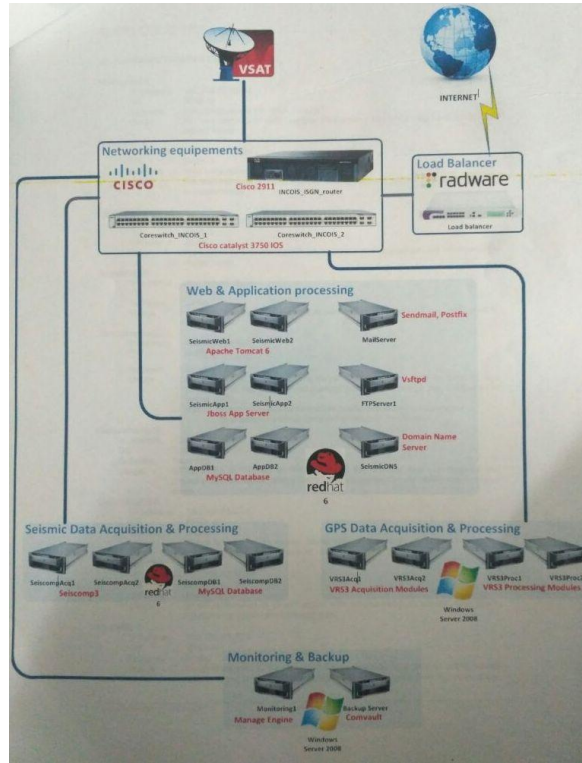 VSAT
INTERNET
Networking equipements
CISCO
Cisco 2911
INCOIS_ISGN_router
Coreswitch_INCOIS_1
Coreswitch_INCOIS_2
Cisco catalyst 3750 IOS
Load Balancer
radware
Load balancer
Web & Application processing
SeismicWeb1
SeismicWeb2
Apache Tomcat 6
MailServer
Sendmail, Postfix
SeismicApp1
SeismicApp2
Jboss App Server
FTPServer1
Vsftpd
AppDB1
AppDB2
MySQL Database
SeismicDNS
Domain Name
Server
redhat
6
Seismic Data Acquisition & Processing
SeiscompAcq1
SeiscompAcq2
SeiscompDB1
SeiscompDB2
Seiscomp3
redhat
6
MySQL Database
GPS Data Acquisition & Processing
VRS3Acq1
VRS3Acq2
VRS3Proc1
VRS3 Acquisition Modules
VRS3 Processing Modules
Windows
Server 2008
Monitoring & Backup
Monitoring1
Backup Server
Manage Engine
Comvault
Windows
Server 2008